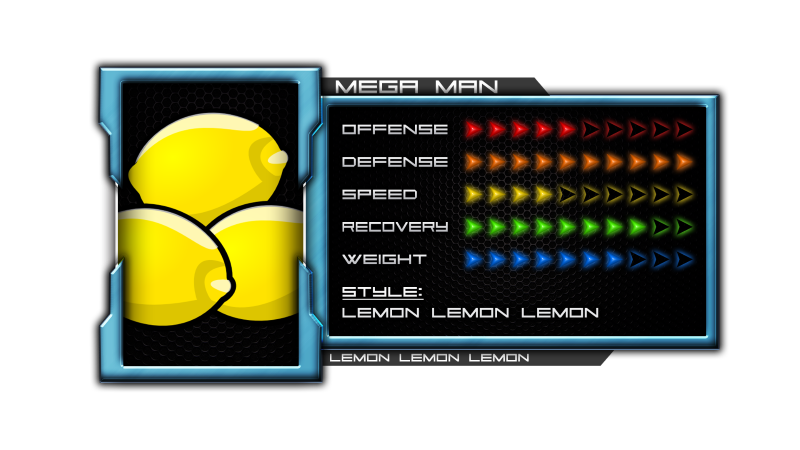 MEGA MAN
OFFENSE
DEFENSE
SPEED
RECOVERY
WEIGHT
STYLE:
LEMON LEMON LEMON
LEMON LEMON LEMON